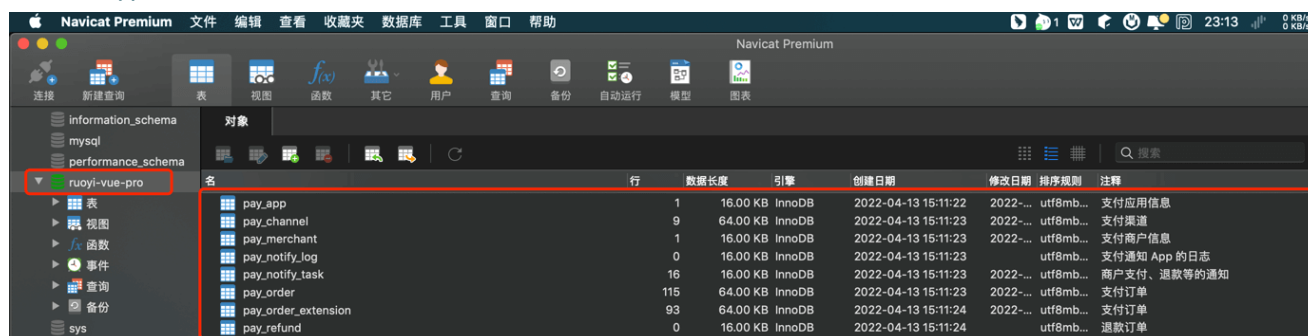 Navicat Premium 文件 编辑 查看 收藏夹 数据库 工具 窗口 帮助 1 23:13 0 KB/s 0 KB/s
Navicat Premium
连接 新建查询 表 视图 函数 其它 用户 查询 备份 自动运行 模型 图表
information_schema 对象
mysql
performance_schema 搜索
ruoyi-vue-pro 名 行 数据长度 引擎 创建日期 修改日期 排序规则 注释
表 pay_app 1 16.00 KB InnoDB 2022-04-13 15:11:22 2022-... utf8mb... 支付应用信息
视图 pay_channel 9 64.00 KB InnoDB 2022-04-13 15:11:23 2022-... utf8mb... 支付渠道
函数 pay_merchant 1 16.00 KB InnoDB 2022-04-13 15:11:23 2022-... utf8mb... 支付商户信息
pay_notify_log 0 16.00 KB InnoDB 2022-04-13 15:11:23 utf8mb... 支付通知 App 的日志
事件 pay_notify_task 16 16.00 KB InnoDB 2022-04-13 15:11:23 2022-... utf8mb... 商户支付、退款等的通知
查询 pay_order 115 64.00 KB InnoDB 2022-04-13 15:11:23 2022-... utf8mb... 支付订单
备份 pay_order_extension 93 64.00 KB InnoDB 2022-04-13 15:11:24 2022-... utf8mb... 支付订单
sys pay_refund 0 16.00 KB InnoDB 2022-04-13 15:11:24 utf8mb... 退款订单